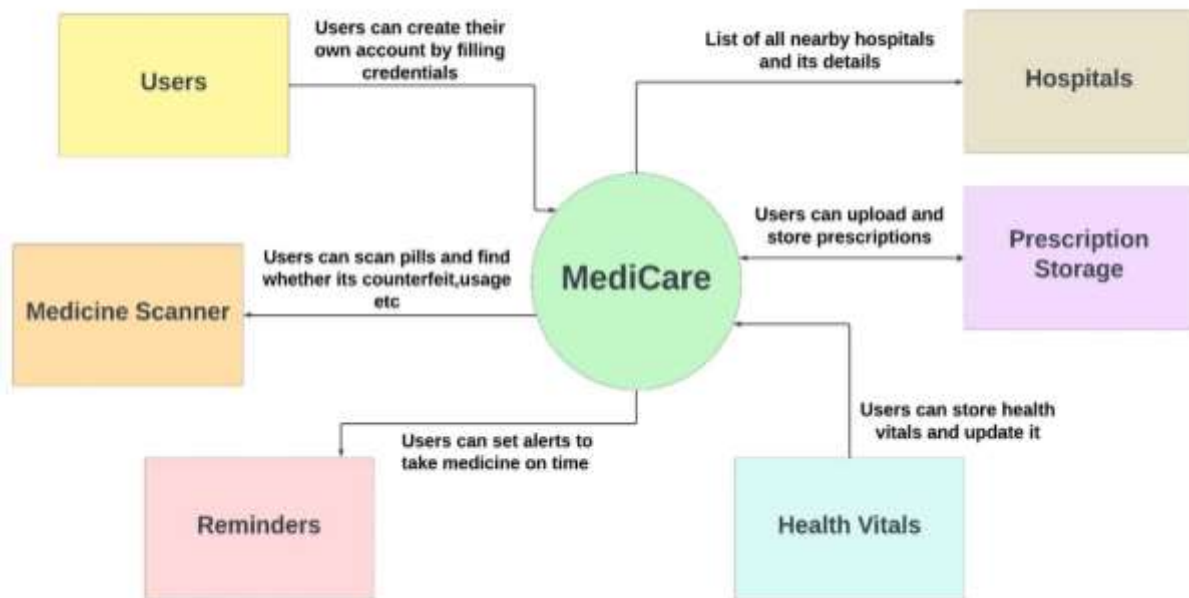 Users
Users can create their
own account by filling
credentials
List of all nearby hospitals
and its details
Hospitals
Users can scan pills and find
whether its counterfeit,usage
etc
Medicine Scanner
MediCare
Users can upload and
store prescriptions
Prescription
Storage
Users can set alerts to
take medicine on time
Reminders
Users can store health
vitals and update it
Health Vitals